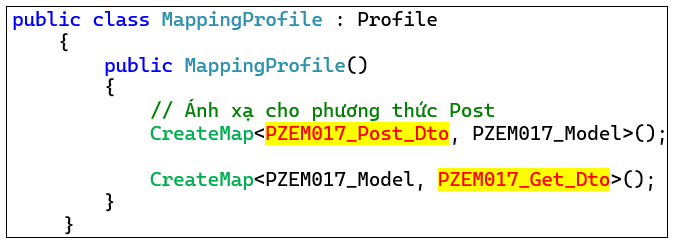 public class MappingProfile : Profile
{
public MappingProfile()
{
// Ánh xạ cho phương thức Post
CreateMap<PZEM017_Post_Dto, PZEM017_Model>();
CreateMap<PZEM017_Model, PZEM017_Get_Dto>();
}
}